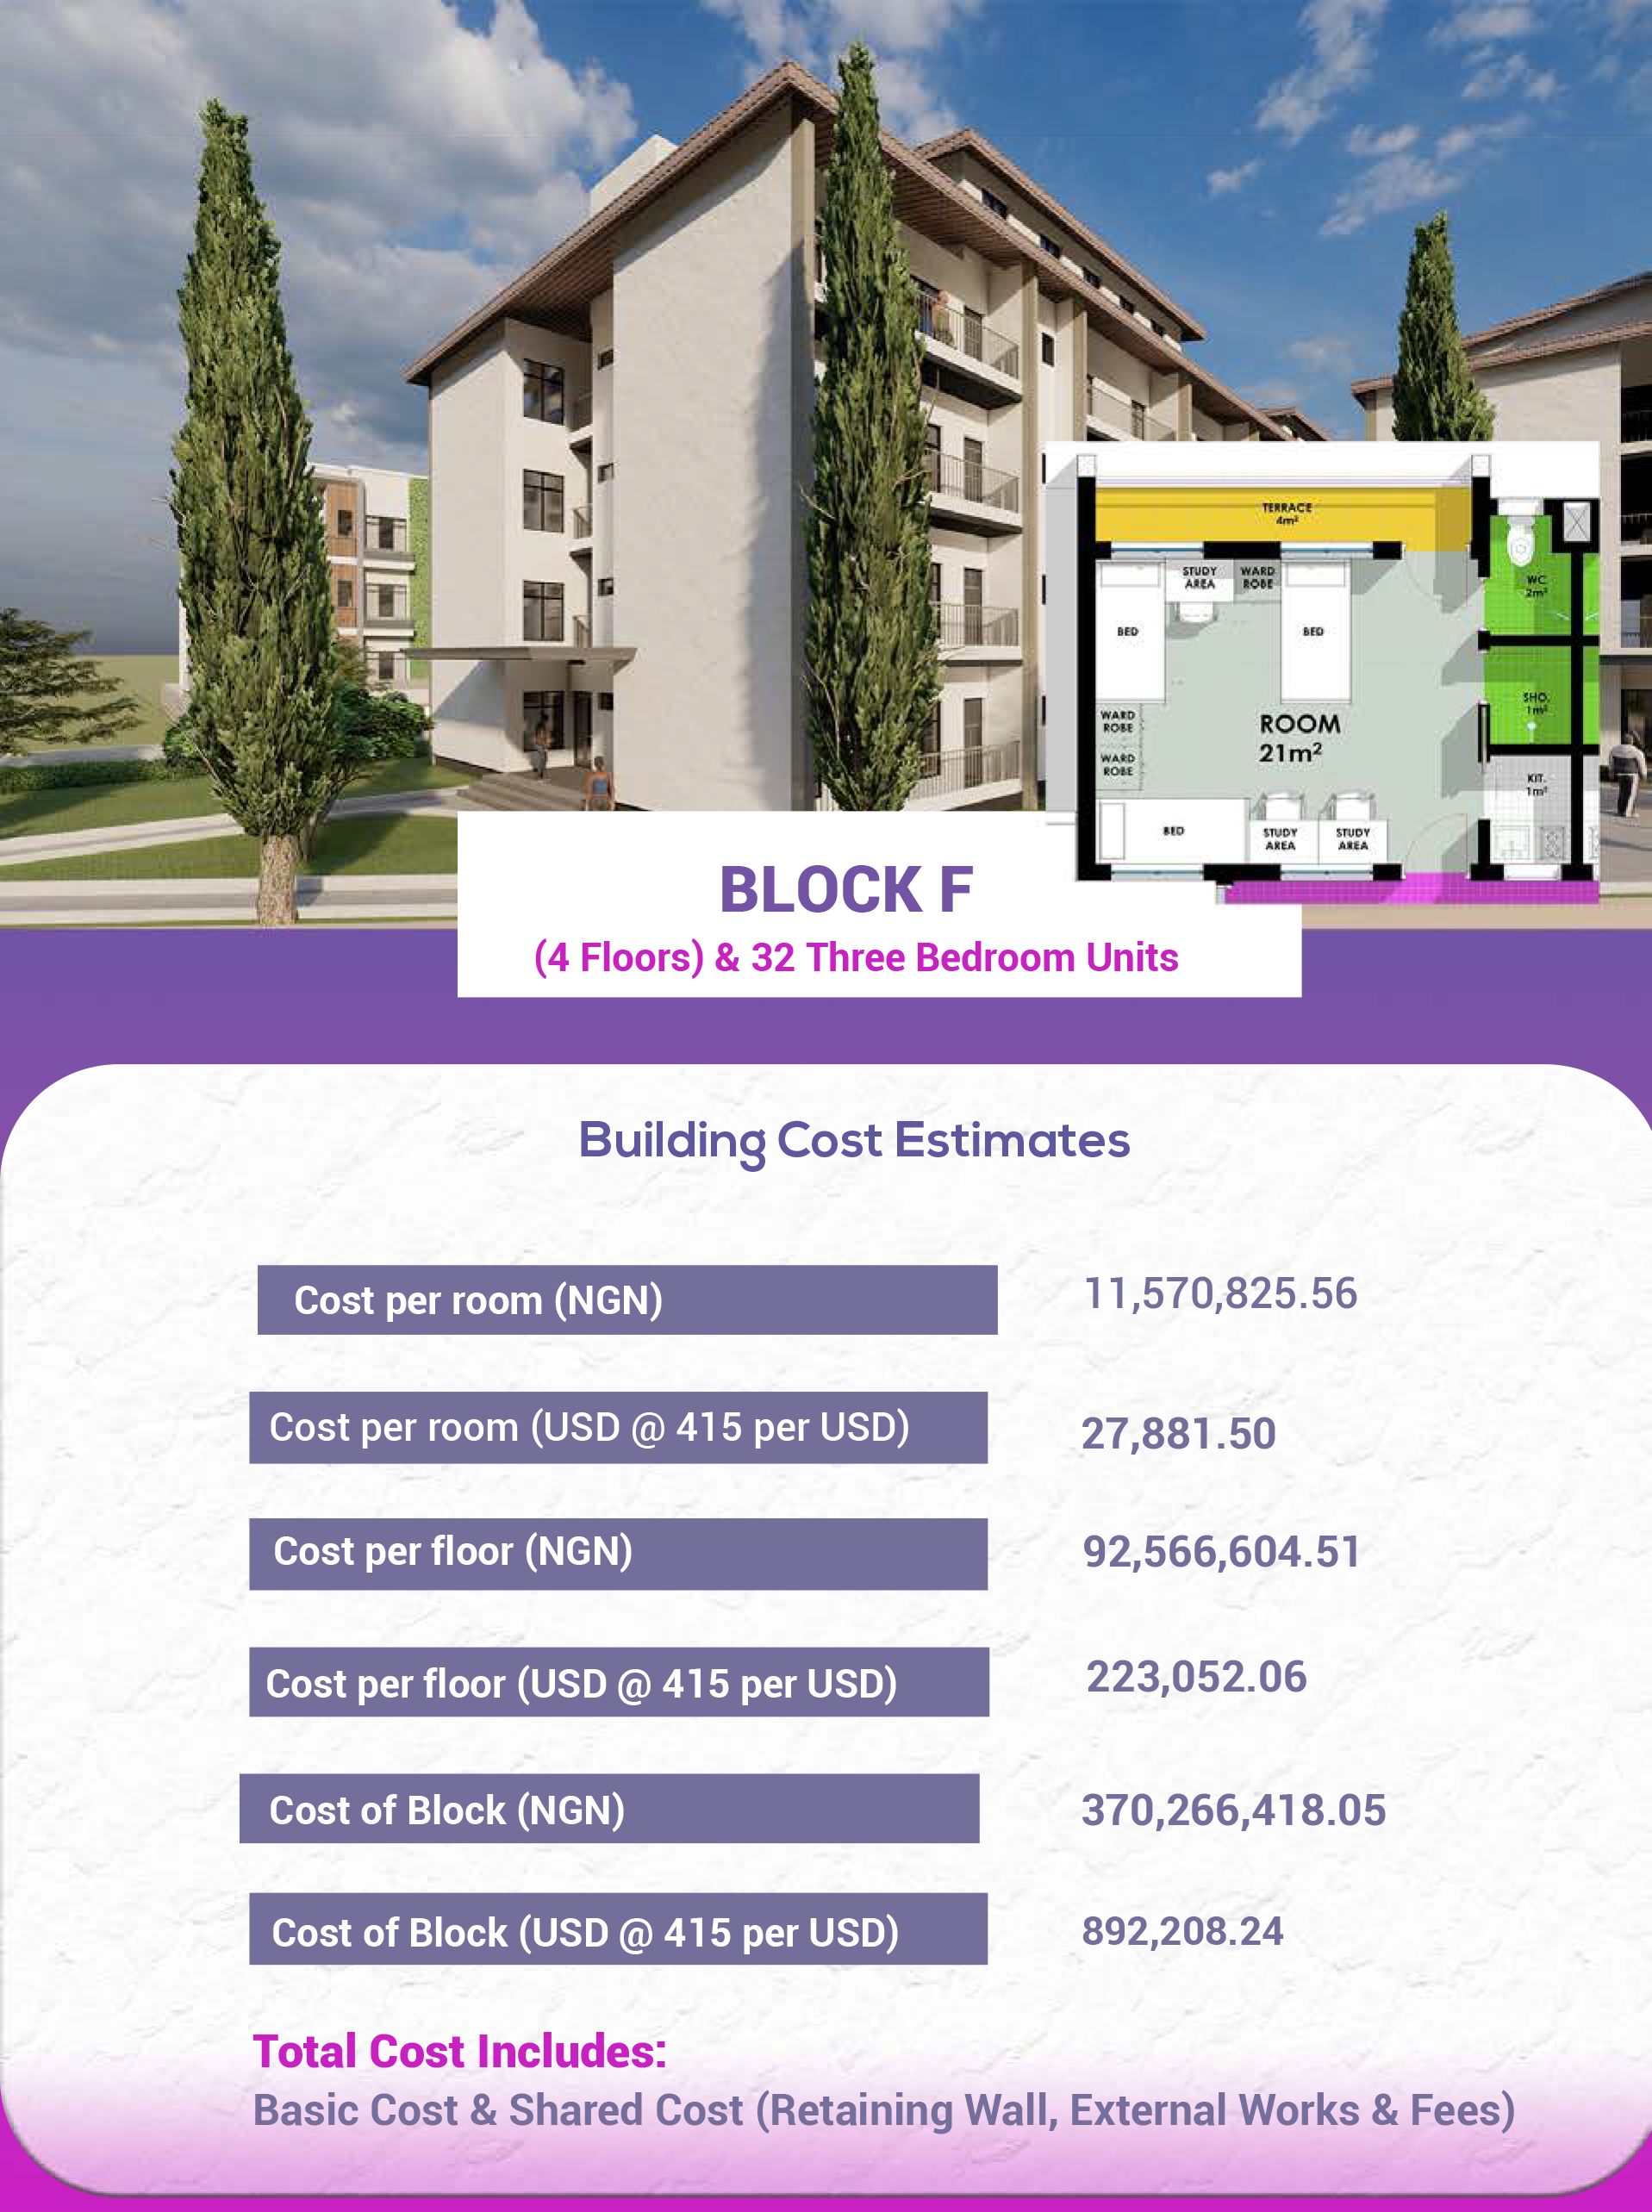 TERRACE
4m²
STUDY
AREA
WARD
ROBE
WC
2m²
BED
BED
SHO.
1m²
WARD
ROBE
ROOM
21m²
WARD
ROBE
KIT.
1m²
BED
STUDY
AREA
STUDY
AREA
BLOCK F
(4 Floors) & 32 Three Bedroom Units
Building Cost Estimates
Cost per room (NGN) 11,570,825.56
Cost per room (USD @ 415 per USD) 27,881.50
Cost per floor (NGN) 92,566,604.51
Cost per floor (USD @ 415 per USD) 223,052.06
Cost of Block (NGN) 370,266,418.05
Cost of Block (USD @ 415 per USD) 892,208.24
Total Cost Includes:
Basic Cost & Shared Cost (Retaining Wall, External Works & Fees)